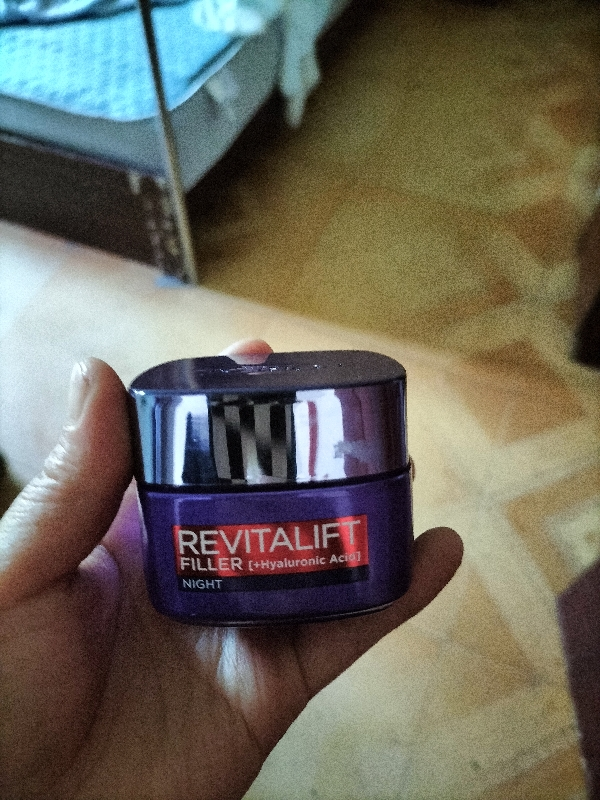 REVITALIFT
FILLER [+Hyaluronic Acid]
NIGHT